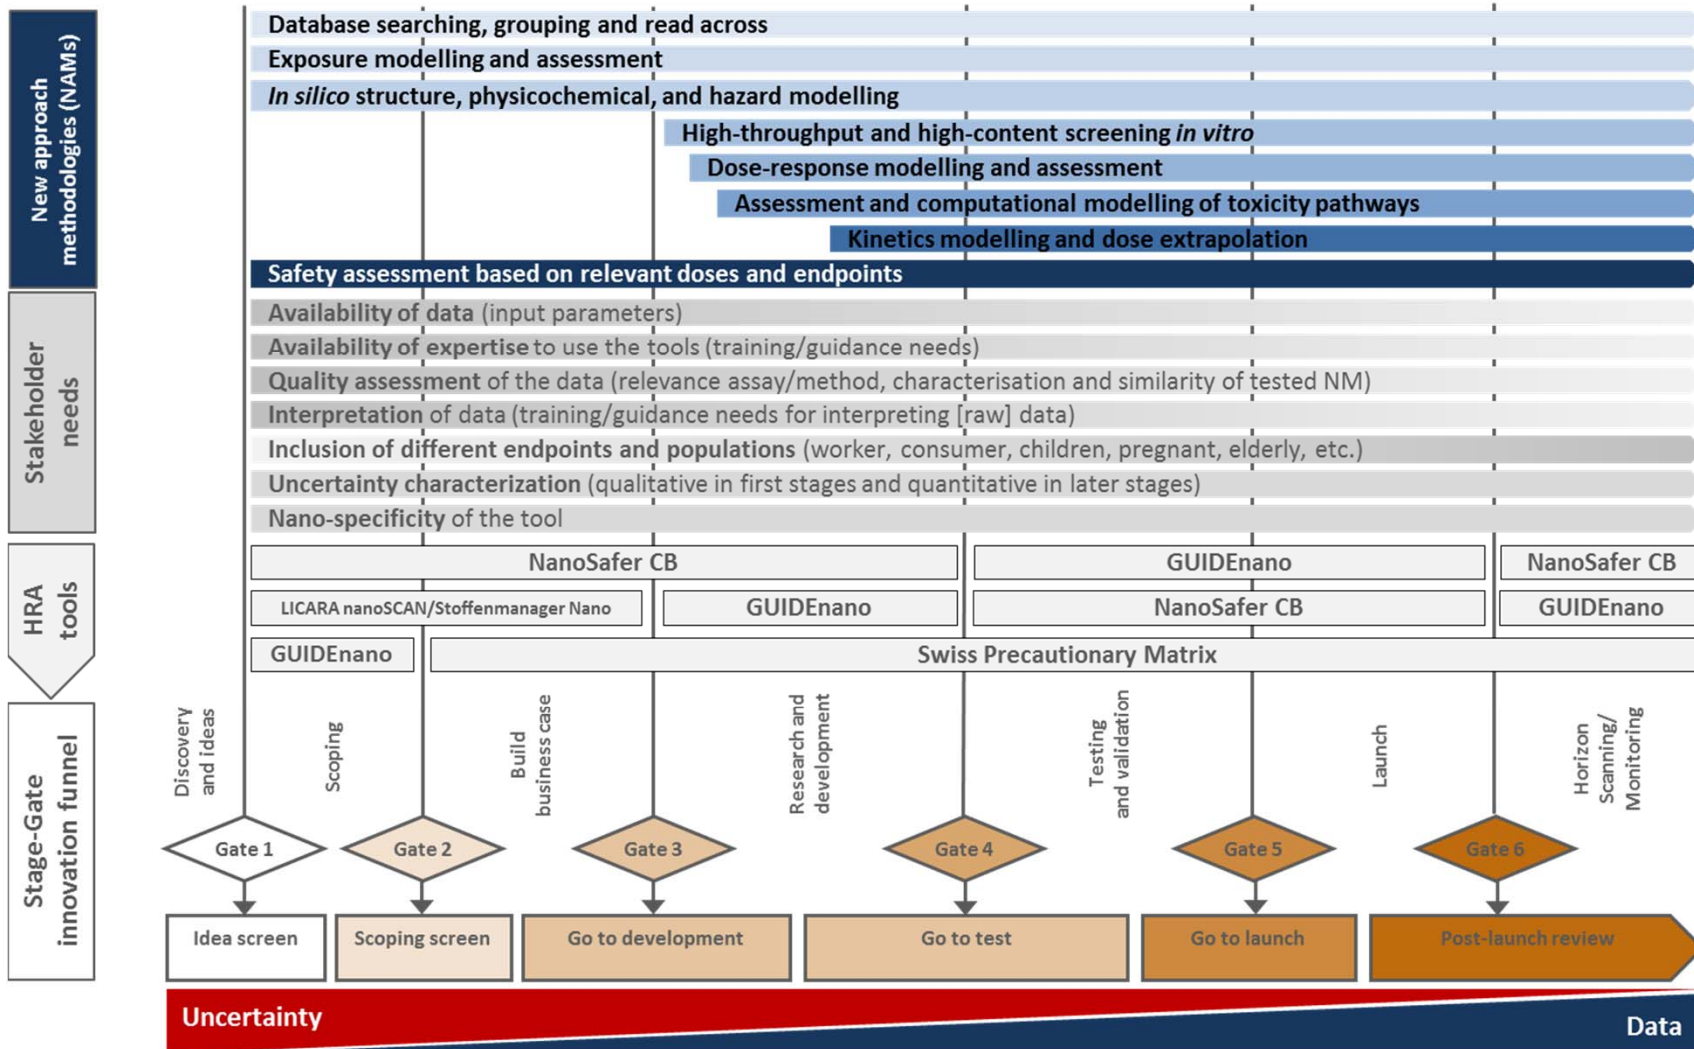 New approach
methodologies (NAMs)
Database searching, grouping and read across
Exposure modelling and assessment
In silico structure, physicochemical, and hazard modelling
High-throughput and high-content screening in vitro
Dose-response modelling and assessment
Assessment and computational modelling of toxicity pathways
Kinetics modelling and dose extrapolation
Safety assessment based on relevant doses and endpoints
Stakeholder
needs
Availability of data (input parameters)
Availability of expertise to use the tools (training/guidance needs)
Quality assessment of the data (relevance assay/method, characterisation and similarity of tested NM)
Interpretation of data (training/guidance needs for interpreting [raw] data)
Inclusion of different endpoints and populations (worker, consumer, children, pregnant, elderly, etc.)
Uncertainty characterization (qualitative in first stages and quantitative in later stages)
Nano-specificity of the tool
HRA
tools
NanoSafer CB
GUIDEnano
NanoSafer CB
LICARA nanoSCAN/Stoffenmanager Nano
GUIDEnano
NanoSafer CB
GUIDEnano
GUIDEnano
Swiss Precautionary Matrix
Stage-Gate
innovation funnel
Discovery
and ideas
Scoping
Build
business case
Research and
development
Testing
and validation
Launch
Horizon
Scanning/
Monitoring
Gate 1
Gate 2
Gate 3
Gate 4
Gate 5
Gate 6
Idea screen
Scoping screen
Go to development
Go to test
Go to launch
Post-launch review
Uncertainty
Data